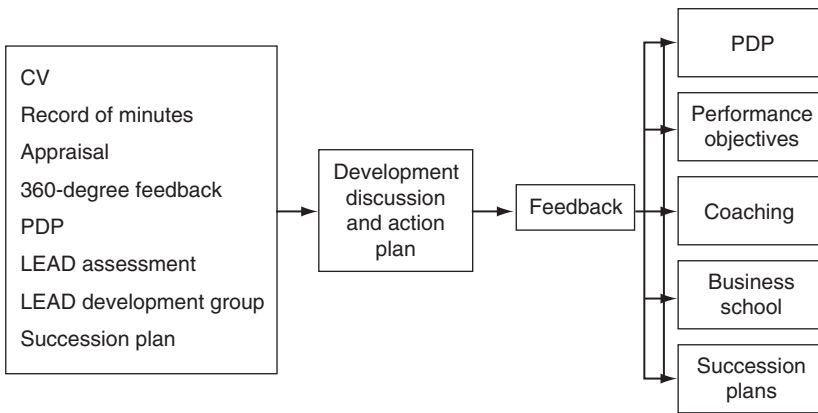 CV
Record of minutes
Appraisal
360-degree feedback
PDP
LEAD assessment
LEAD development group
Succession plan
Development
discussion
and action
plan
Feedback
PDP
Performance
objectives
Coaching
Business
school
Succession
plans